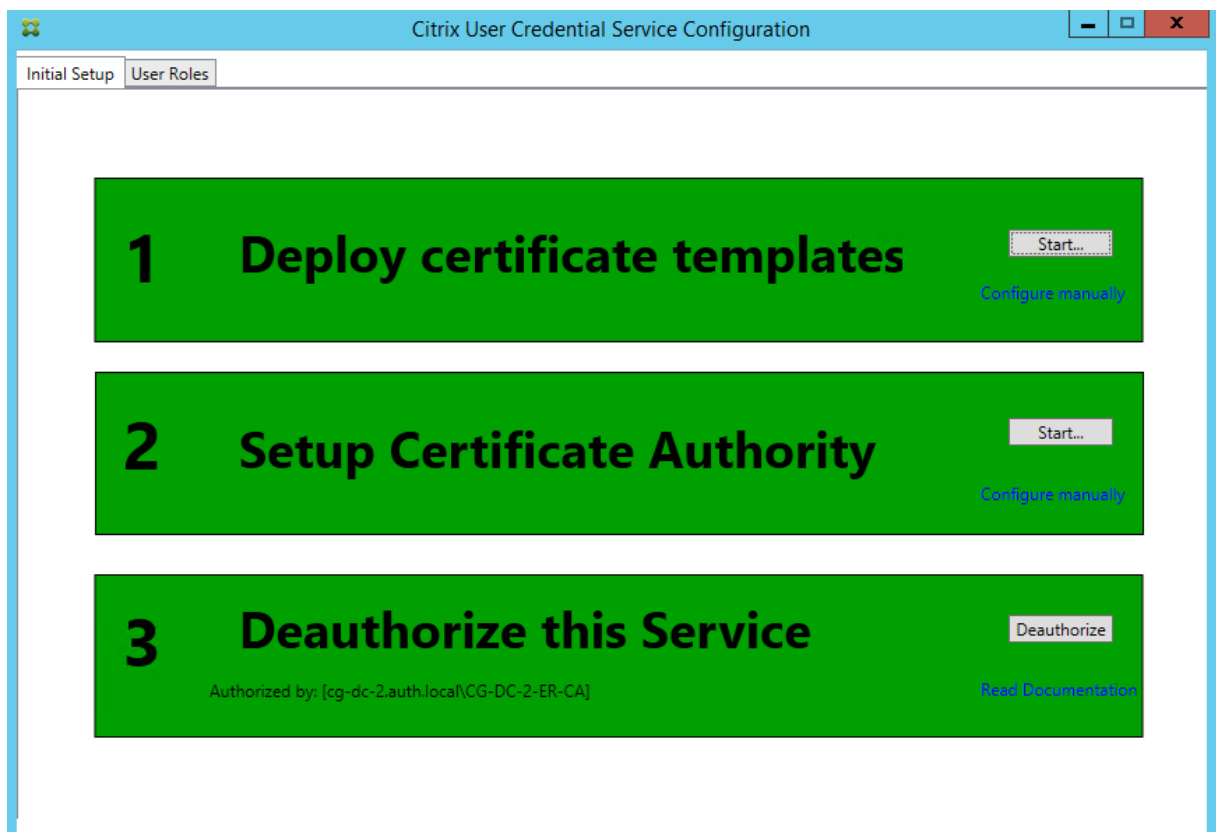 Citrix User Credential Service Configuration
Initial Setup User Roles
1 Deploy certificate templates Start...
Configure manually
2 Setup Certificate Authority Start...
Configure manually
3 Deauthorize this Service Deauthorize
Authorized by: [cg-dc-2.auth.local\CG-DC-2-ER-CA] Read Documentation